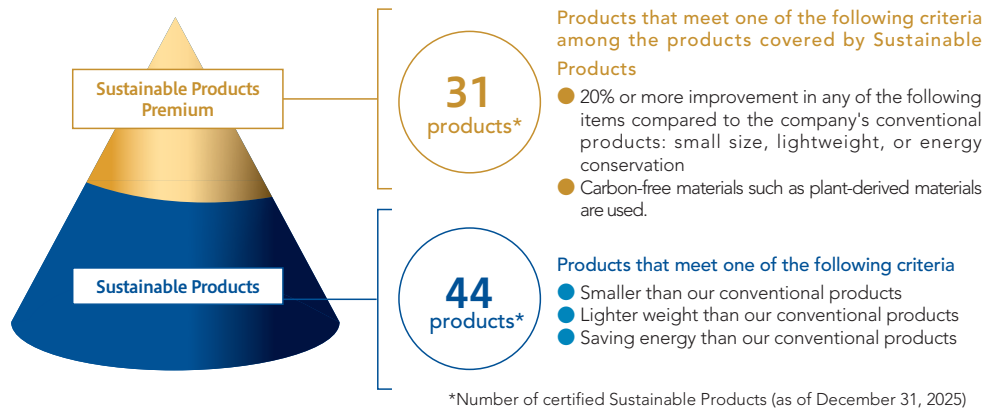 Sustainable Products
Premium
31
products*
Products that meet one of the following criteria
among the products covered by Sustainable
Products
● 20% or more improvement in any of the following
items compared to the company's conventional
products: small size, lightweight, or energy
conservation
● Carbon-free materials such as plant-derived materials
are used.
Sustainable Products
44
products*
Products that meet one of the following criteria
● Smaller than our conventional products
● Lighter weight than our conventional products
● Saving energy than our conventional products
*Number of certified Sustainable Products (as of December 31, 2025)